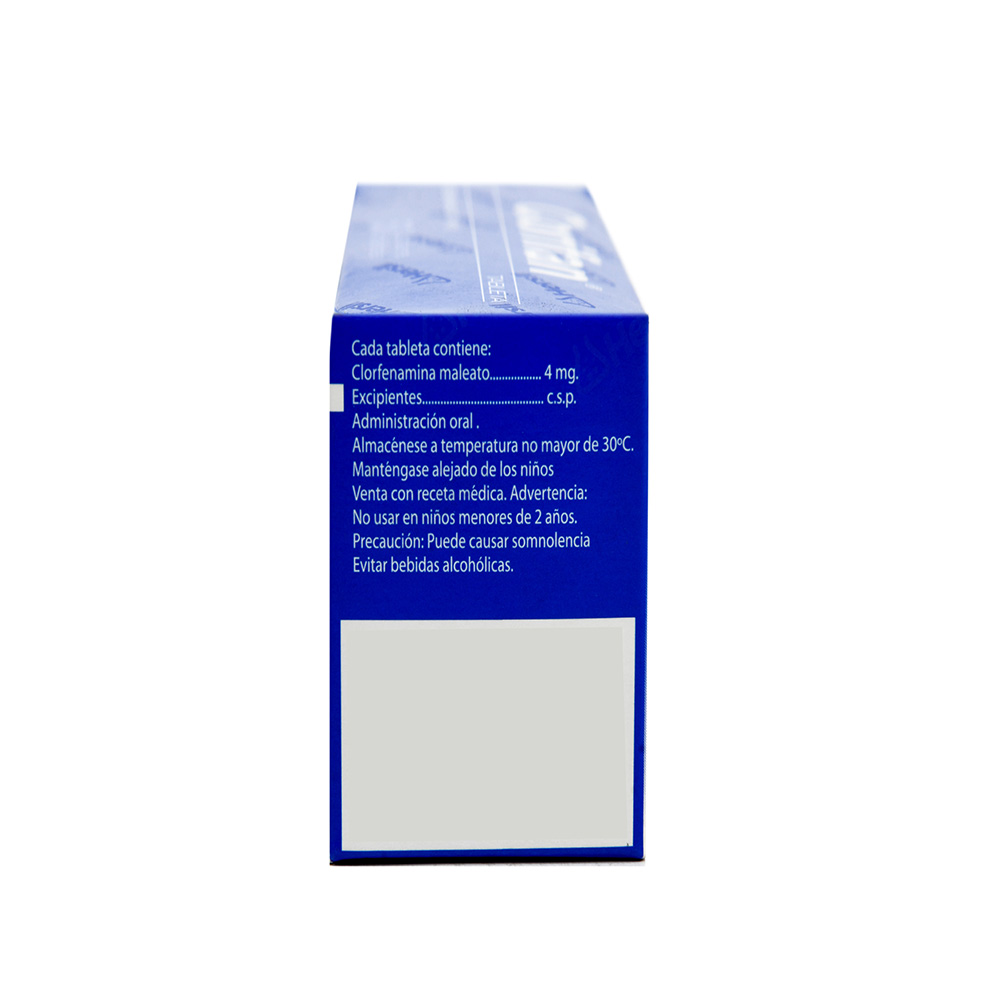 TABLETA
Cada tableta contiene:
Clorfenamina maleato................. 4 mg.
Excipientes........................................ c.s.p.
Administración oral .
Almacénese a temperatura no mayor de 30ºC.
Manténgase alejado de los niños
Venta con receta médica. Advertencia:
No usar en niños menores de 2 años.
Precaución: Puede causar somnolencia
Evitar bebidas alcohólicas.